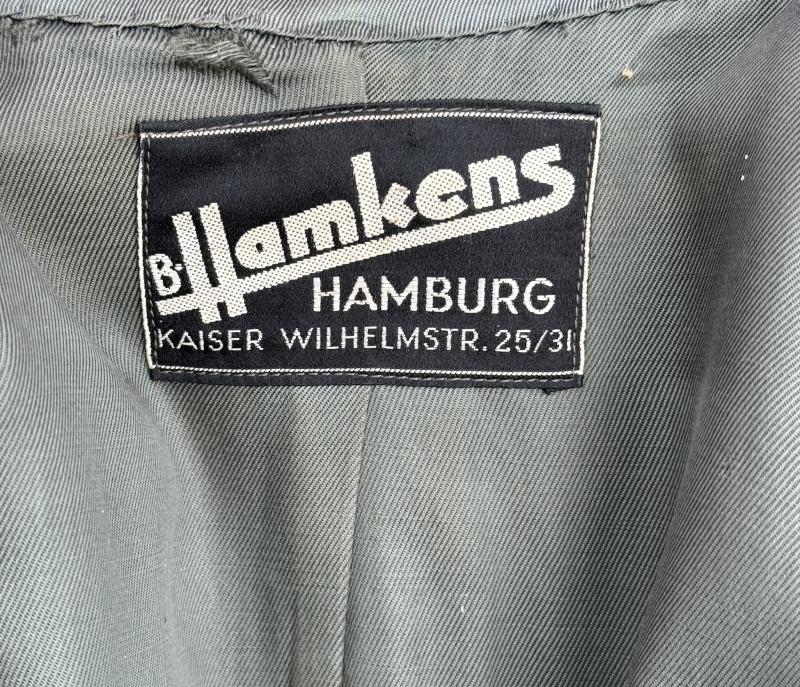 B. Hamkens
HAMBURG
KAISER WILHELMSTR. 25/31